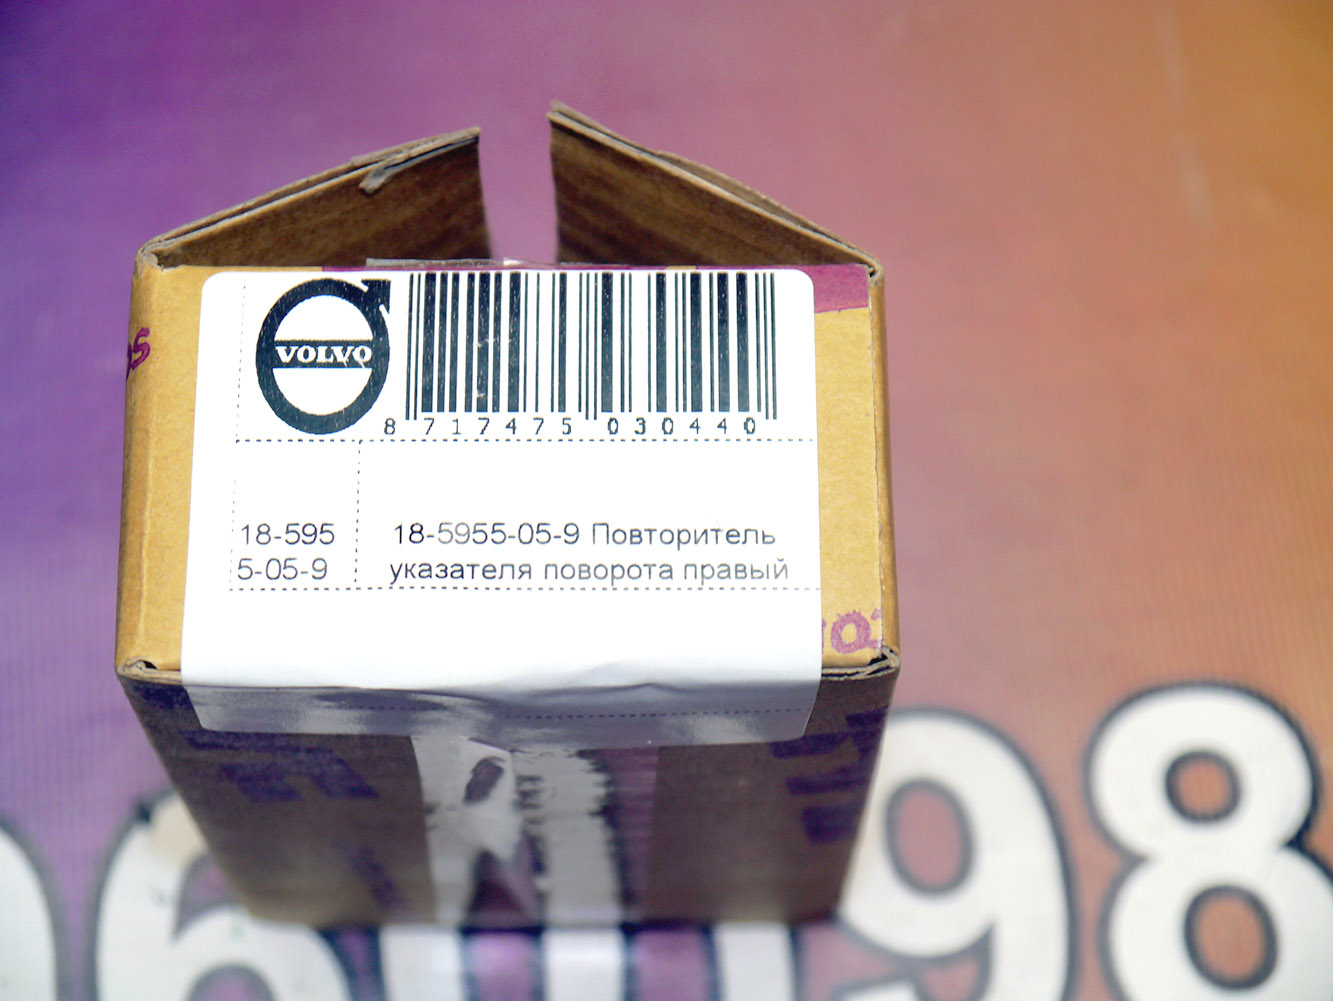 VOLVO
8 717475 030440
18-595
5-05-9
18-5955-05-9 Повторитель
указателя поворота правый
98